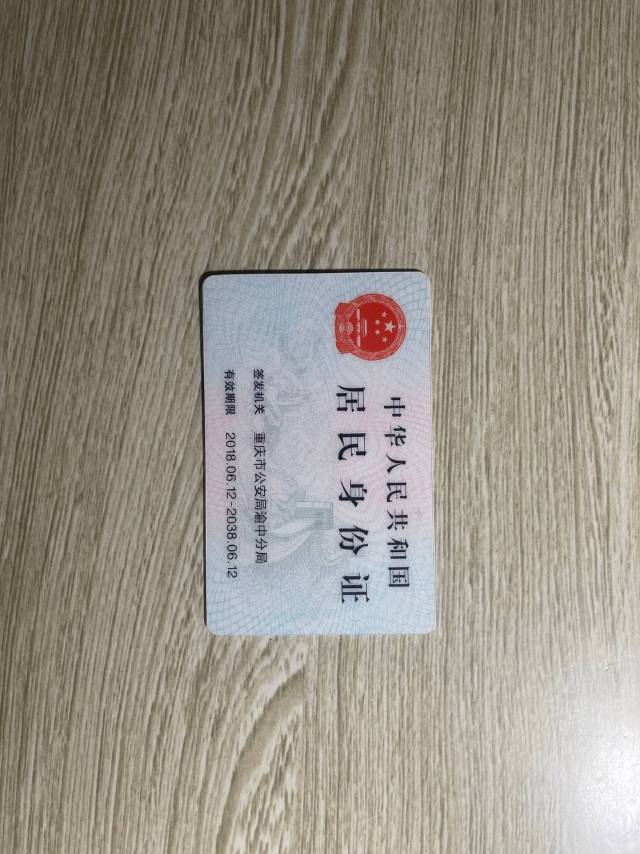 中华人民共和国
居民身份证
签发机关 重庆市公安局渝中分局
有效期限 2018.06.12-2038.06.12